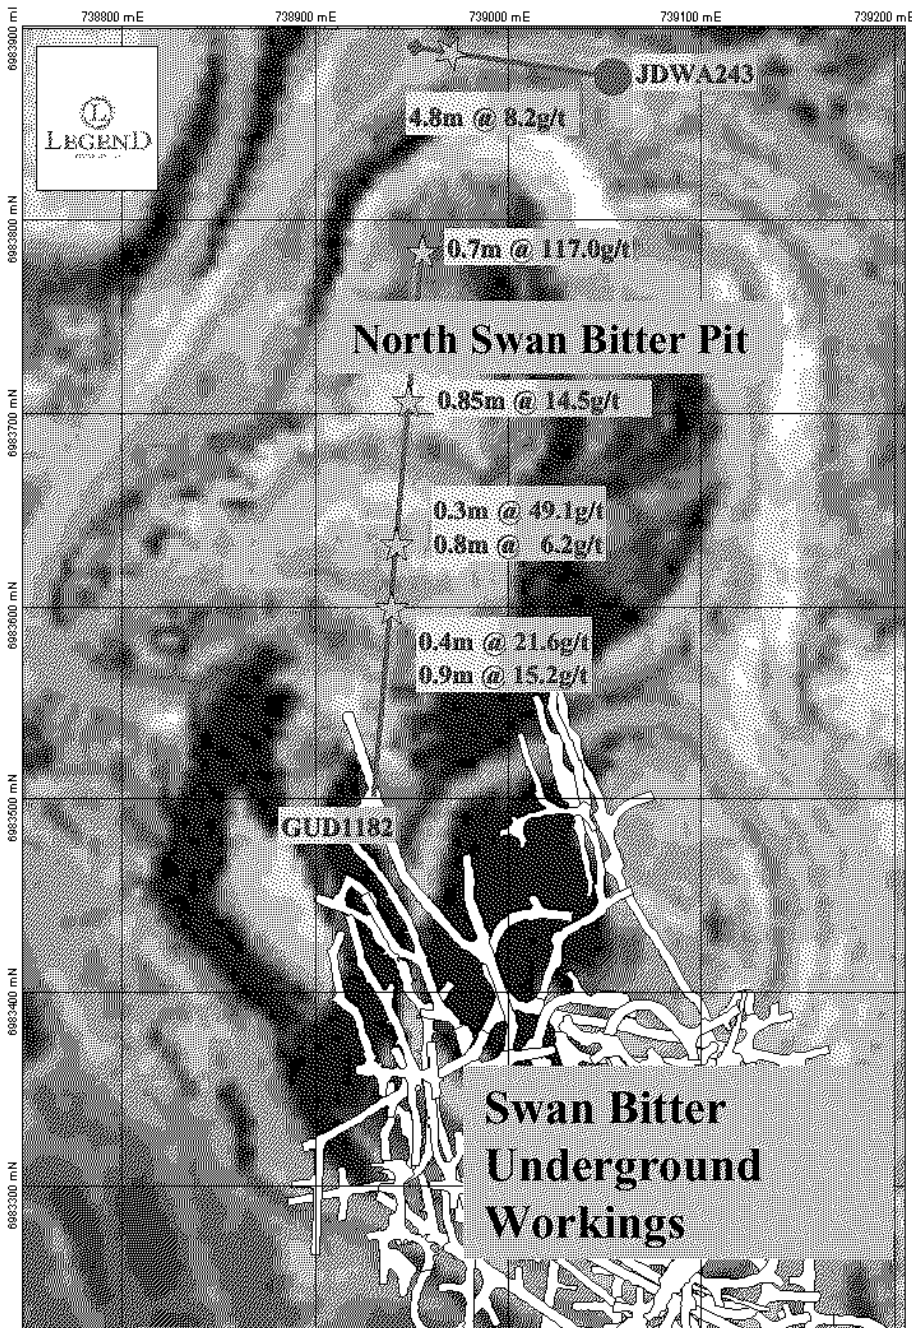 738800 mE
738900 mE
739000 mE
739100 mE
739200 mE
6983900 mN
JDWA243
LEGEND
4.8m @ 8.2g/t
6983800 mN
0.7m @ 117.0g/t
North Swan Bitter Pit
6983700 mN
0.85m @ 14.5g/t
0.3m @ 49.1g/t
0.8m @ 6.2g/t
6983600 mN
0.4m @ 21.6g/t
0.9m @ 15.2g/t
6983500 mN
GUD1182
6983400 mN
Swan Bitter
Underground
Workings
6983300 mN